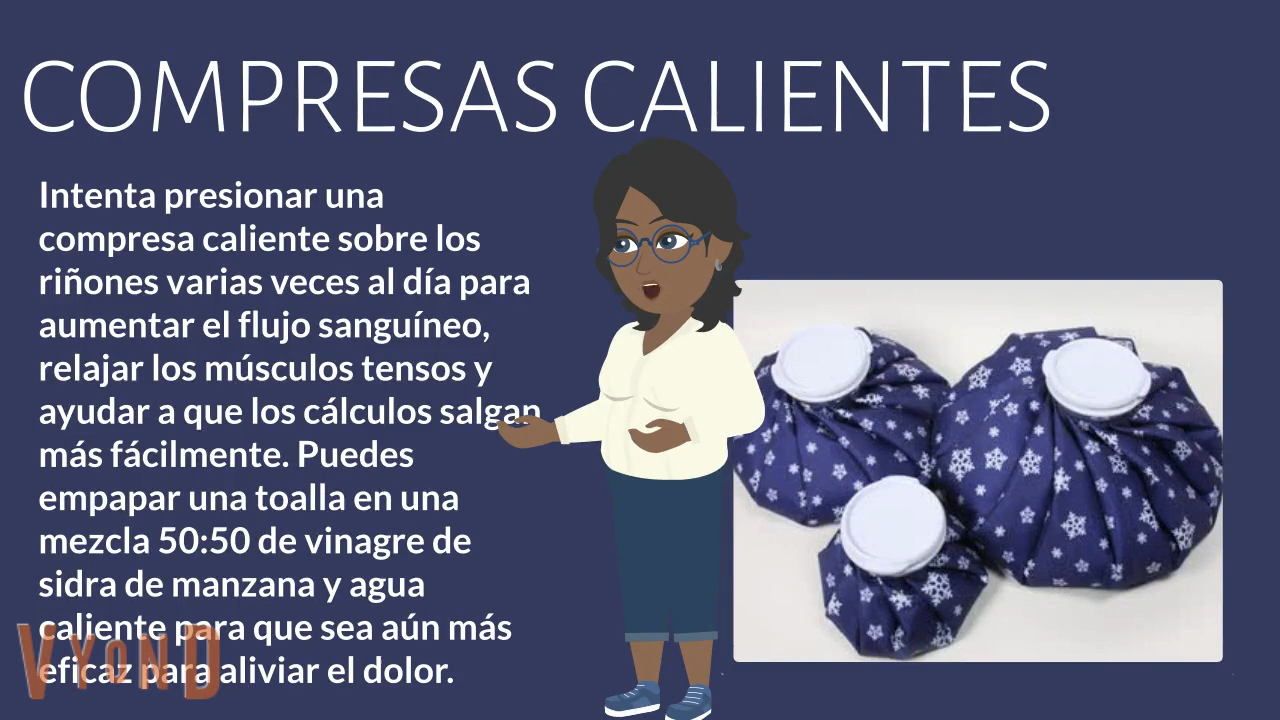 COMPRESAS CALIENTES
Intenta presionar una
compresa caliente sobre los
riñones varias veces al día para
aumentar el flujo sanguíneo,
relajar los músculos tensos y
ayudar a que los cálculos salgan
más fácilmente. Puedes
empapar una toalla en una
mezcla 50:50 de vinagre de
sidra de manzana y agua
caliente para que sea aún más
eficaz para aliviar el dolor.
VYOND